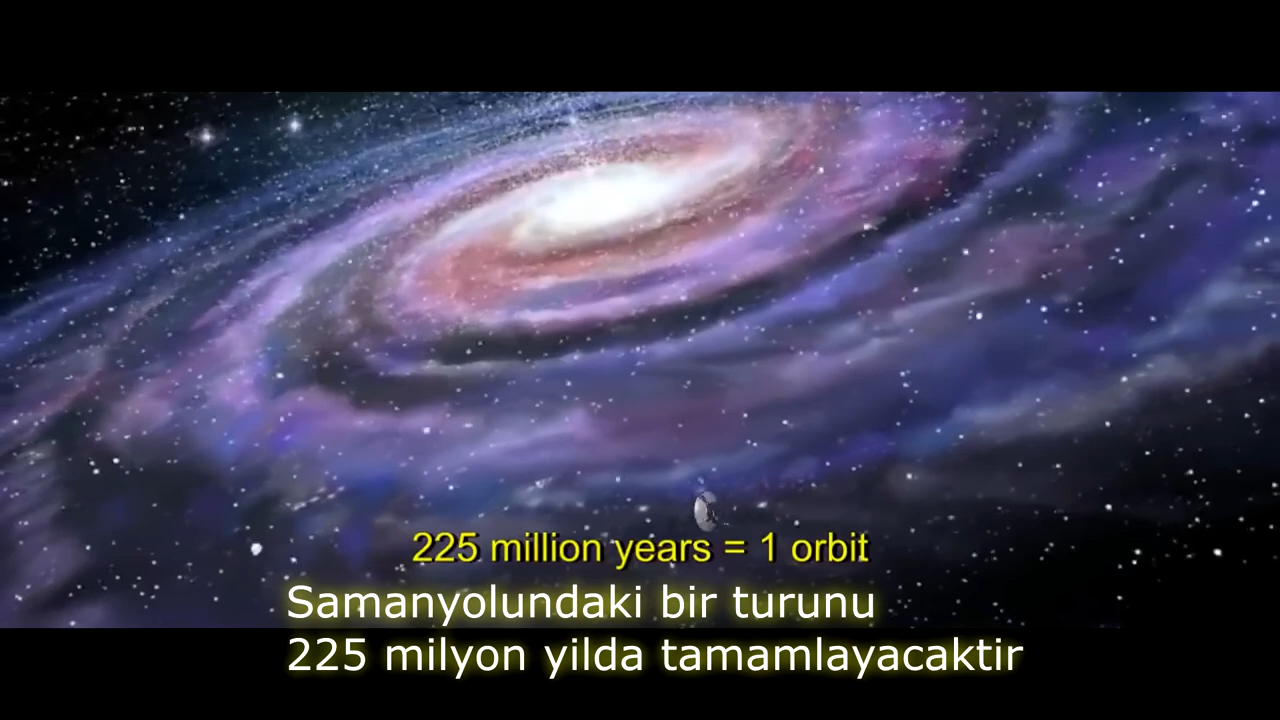 225 million years = 1 orbit
Samanyolundaki bir turunu
225 milyon yilda tamamlayacaktir